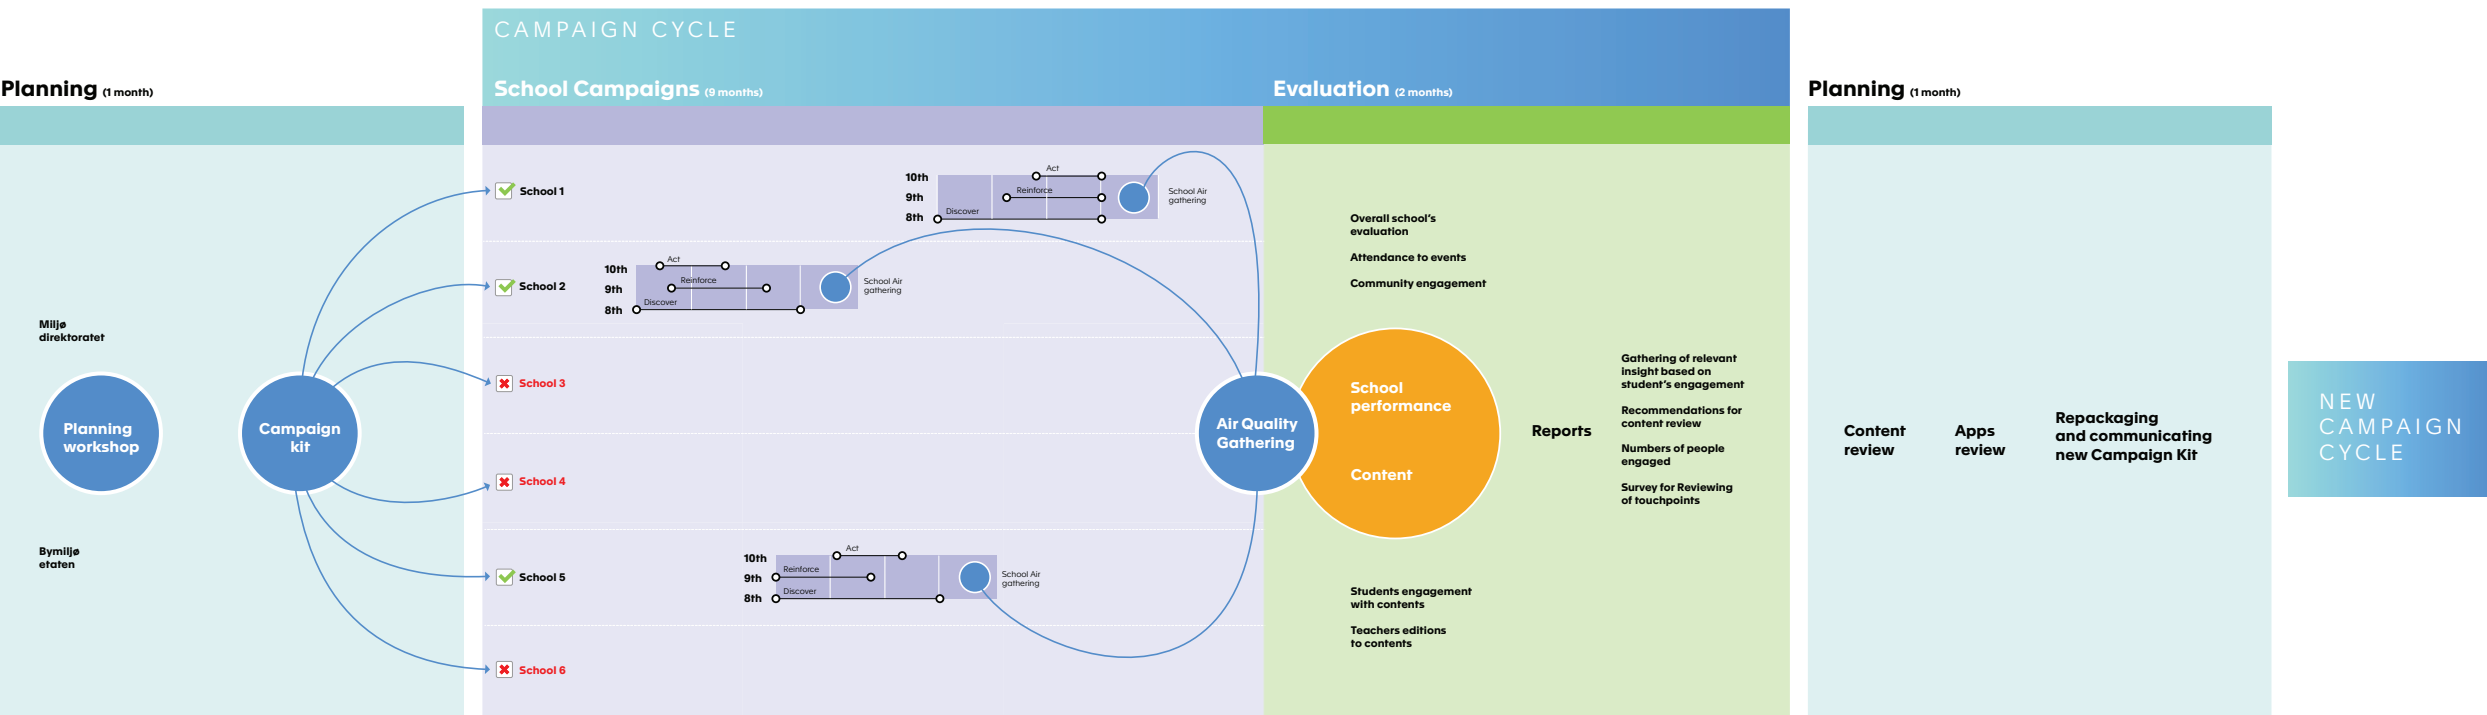 CAMPAIGN CYCLE
Planning (1 month)
School Campaigns (9 months)
Evaluation (2 months)
Planning (1 month)
Miljø
direktoratet
Planning
workshop
Bymiljø
etaten
Campaign
kit
School 1
10th
9th
8th
Act
Reinforce
Discover
School Air
gathering
School 2
10th
9th
8th
Act
Reinforce
Discover
School Air
gathering
School 3
School 4
School 5
10th
9th
8th
Act
Reinforce
Discover
School Air
gathering
School 6
Air Quality
Gathering
Overall school's
evaluation
Attendance to events
Community engagement
School
performance
Content
Students engagement
with contents
Teachers editions
to contents
Reports
Gathering of relevant
insight based on
student's engagement
Recommendations for
content review
Numbers of people
engaged
Survey for Reviewing
of touchpoints
Content
review
Apps
review
Repackaging
and communicating
new Campaign Kit
NEW
CAMPAIGN
CYCLE